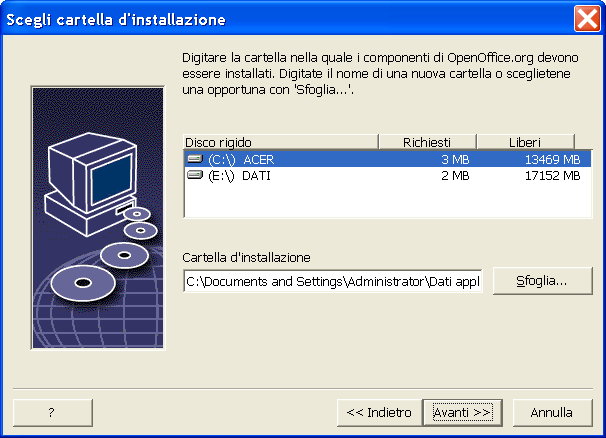 Scegli cartella d'installazione
Digitare la cartella nella quale i componenti di OpenOffice.org devono
essere installati. Digitate il nome di una nuova cartella o sceglietene
una opportuna con 'Sfoglia...'.
Disco rigido Richiesti Liberi
(C:\) ACER 3 MB 13469 MB
(E:\) DATI 2 MB 17152 MB
Cartella d'installazione
C:\Documents and Settings\Administrator\Dati appl Sfoglia...
? << Indietro Avanti >> Annulla